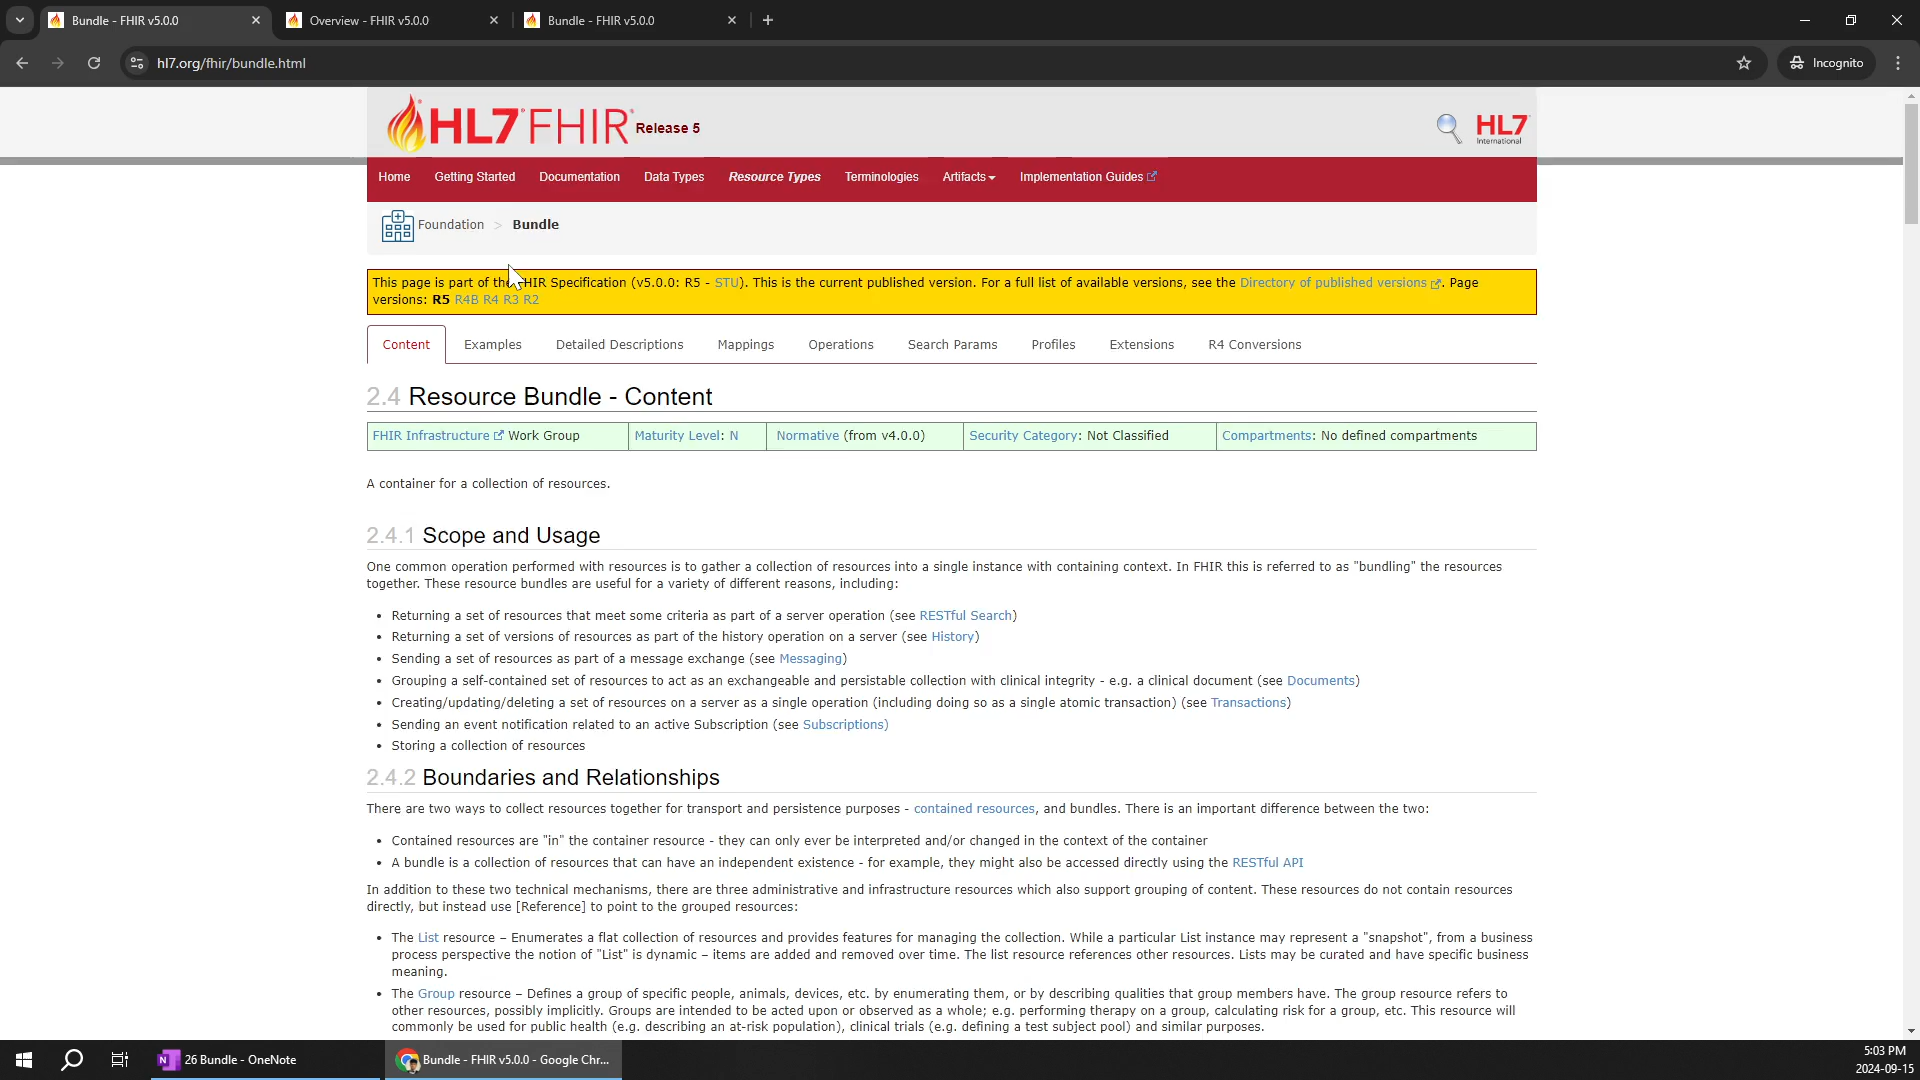 Bundle - FHIR v5.0.0
Overview - FHIR v5.0.0
Bundle - FHIR v5.0.0
hl7.org/fhir/bundle.html
Incognito
HL7 FHIR Release 5
HL7
International
Home Getting Started Documentation Data Types Resource Types Terminologies Artifacts Implementation Guides
Foundation > Bundle
This page is part of the FHIR Specification (v5.0.0: R5 - STU). This is the current published version. For a full list of available versions, see the Directory of published versions. Page
versions: R5 R4B R4 R3 R2
Content Examples Detailed Descriptions Mappings Operations Search Params Profiles Extensions R4 Conversions
2.4 Resource Bundle - Content
FHIR Infrastructure Work Group Maturity Level: N Normative (from v4.0.0) Security Category: Not Classified Compartments: No defined compartments
A container for a collection of resources.
2.4.1 Scope and Usage
One common operation performed with resources is to gather a collection of resources into a single instance with containing context. In FHIR this is referred to as "bundling" the resources
together. These resource bundles are useful for a variety of different reasons, including:
• Returning a set of resources that meet some criteria as part of a server operation (see RESTful Search)
• Returning a set of versions of resources as part of the history operation on a server (see History)
• Sending a set of resources as part of a message exchange (see Messaging)
• Grouping a self-contained set of resources to act as an exchangeable and persistable collection with clinical integrity - e.g. a clinical document (see Documents)
• Creating/updating/deleting a set of resources on a server as a single operation (including doing so as a single atomic transaction) (see Transactions)
• Sending an event notification related to an active Subscription (see Subscriptions)
• Storing a collection of resources
2.4.2 Boundaries and Relationships
There are two ways to collect resources together for transport and persistence purposes - contained resources, and bundles. There is an important difference between the two:
• Contained resources are "in" the container resource - they can only ever be interpreted and/or changed in the context of the container
• A bundle is a collection of resources that can have an independent existence - for example, they might also be accessed directly using the RESTful API
In addition to these two technical mechanisms, there are three administrative and infrastructure resources which also support grouping of content. These resources do not contain resources
directly, but instead use [Reference] to point to the grouped resources:
• The List resource – Enumerates a flat collection of resources and provides features for managing the collection. While a particular List instance may represent a "snapshot", from a business
process perspective the notion of "List" is dynamic – items are added and removed over time. The list resource references other resources. Lists may be curated and have specific business
meaning.
• The Group resource – Defines a group of specific people, animals, devices, etc. by enumerating them, or by describing qualities that group members have. The group resource refers to
other resources, possibly implicitly. Groups are intended to be acted upon or observed as a whole; e.g. performing therapy on a group, calculating risk for a group, etc. This resource will
commonly be used for public health (e.g. describing an at-risk population), clinical trials (e.g. defining a test subject pool) and similar purposes.
26 Bundle - OneNote
Bundle - FHIR v5.0.0 - Google Chr...
5:03 PM
2024-09-15